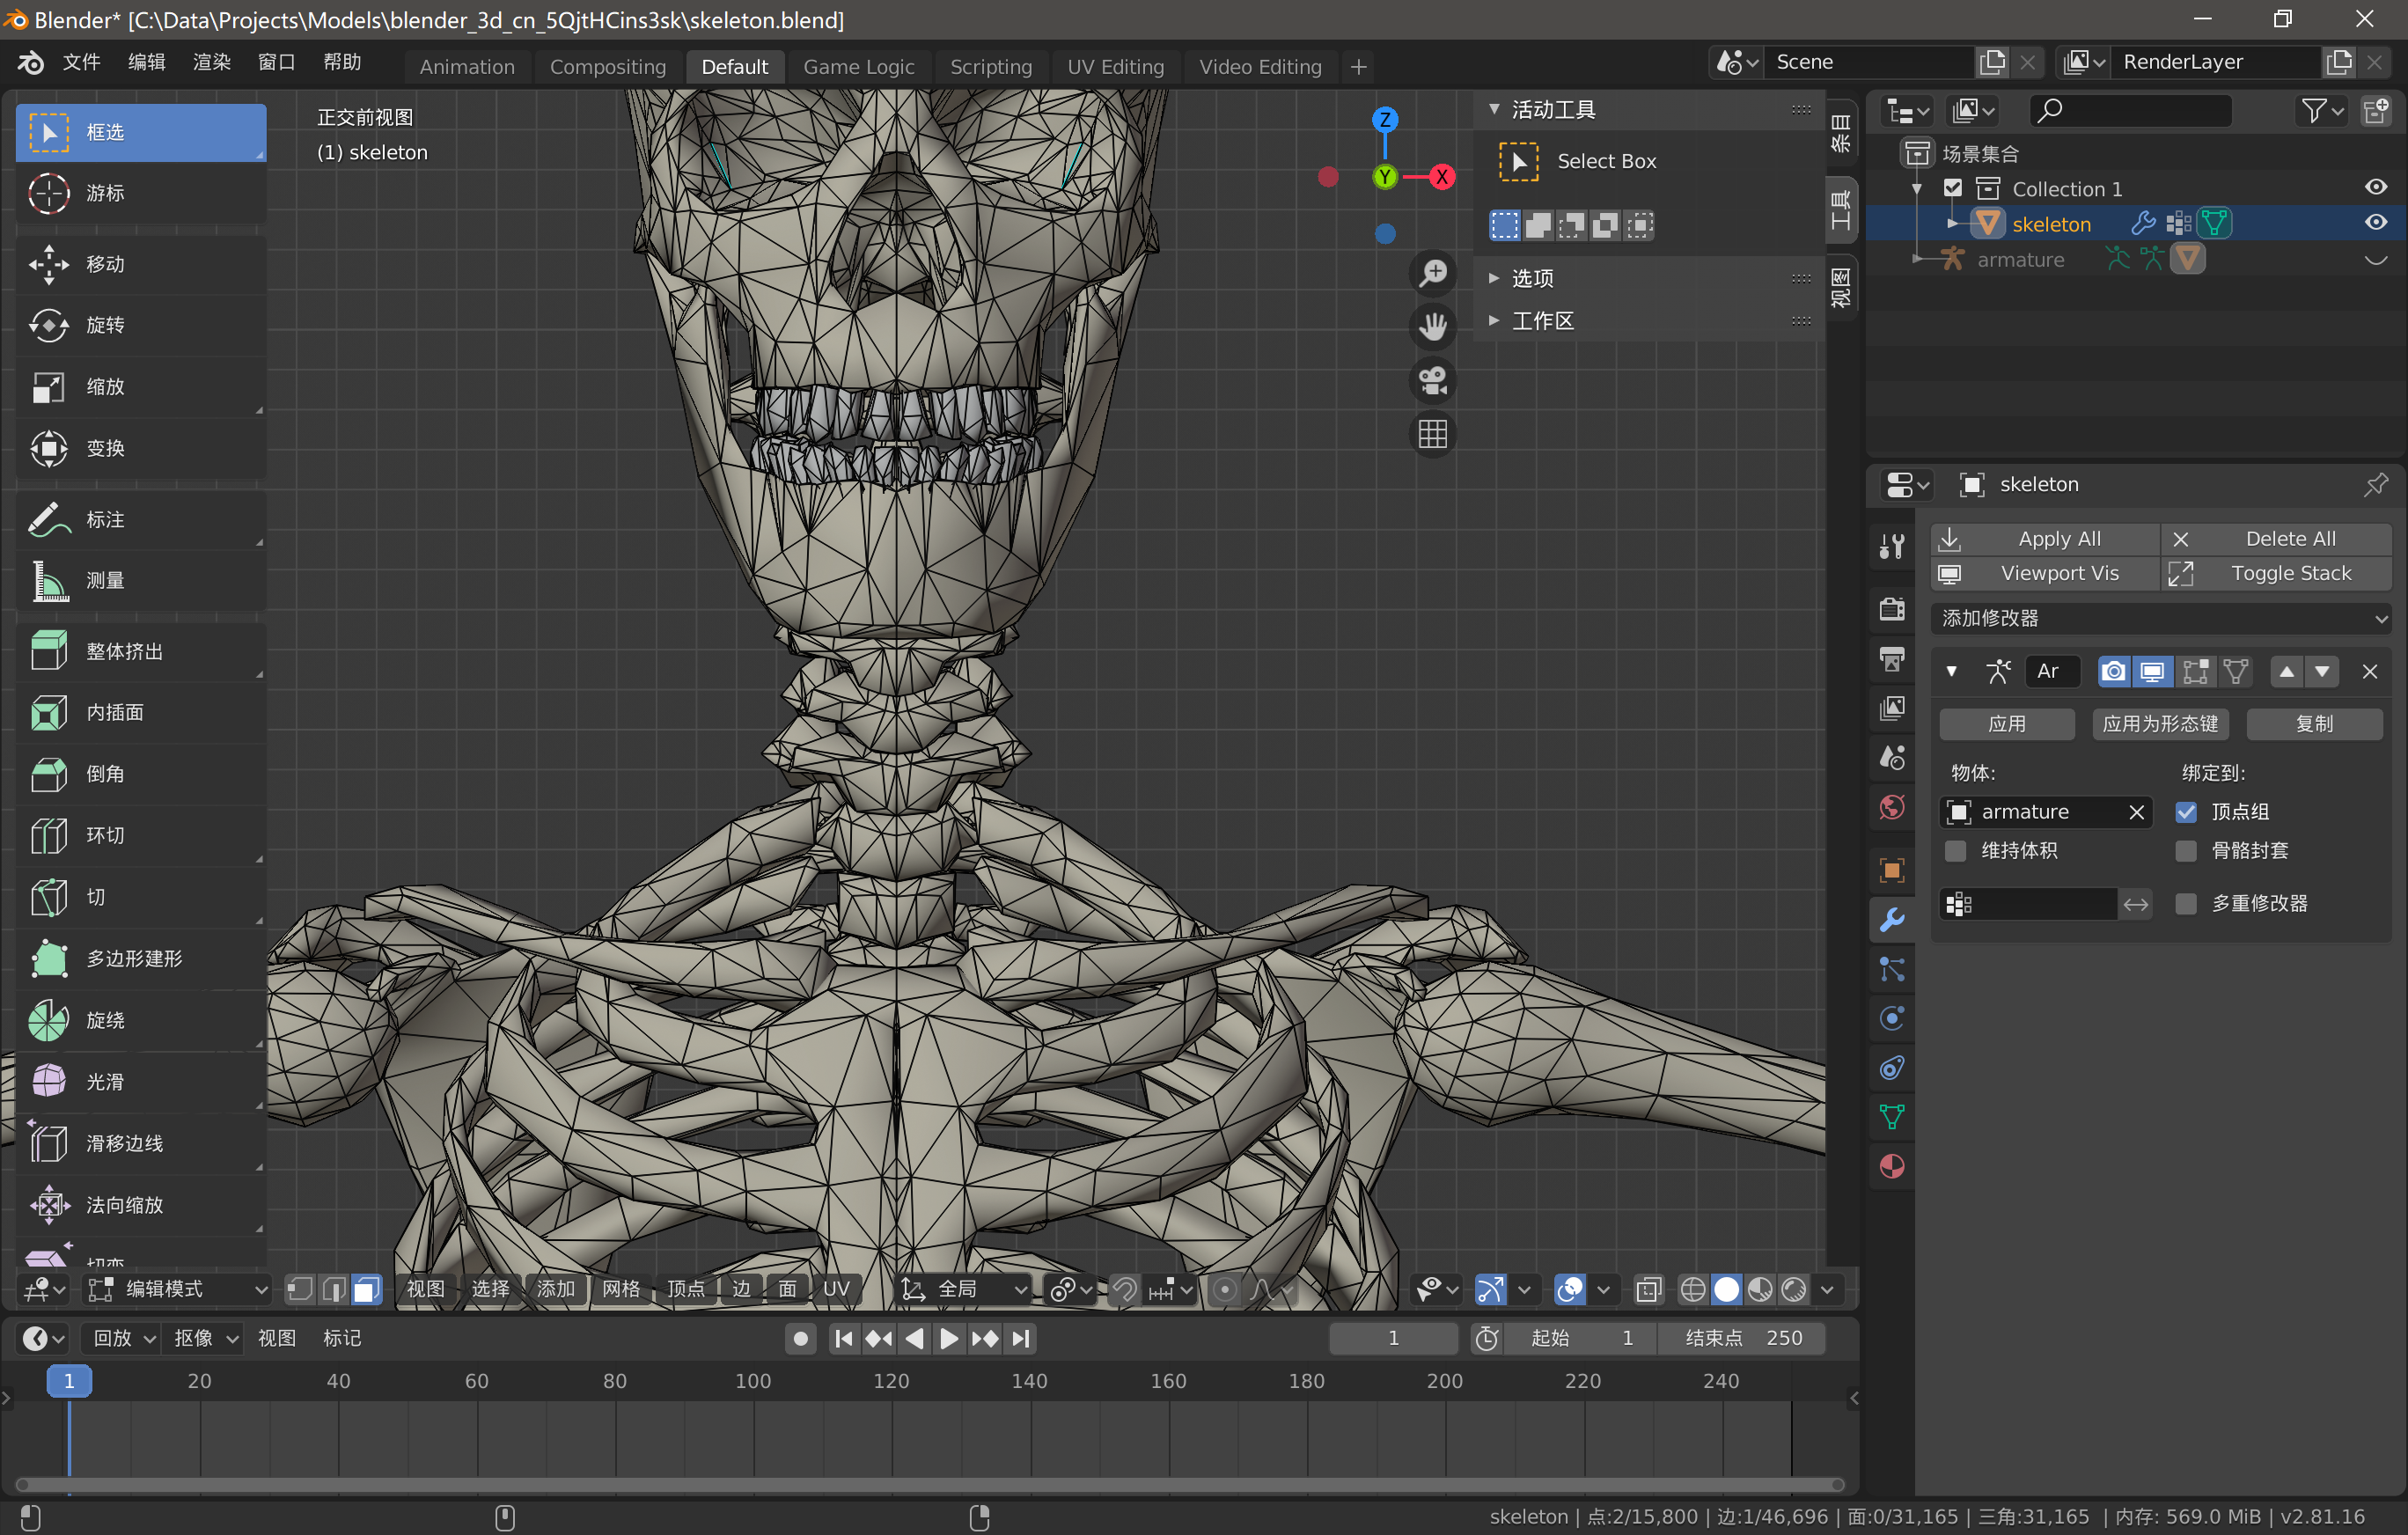 Blender* [C:\Data\Projects\Models\blender_3d_cn_5QjtHCins3sk\skeleton.blend]
文件 编辑 渲染 窗口 帮助 Animation Compositing Default Game Logic Scripting UV Editing Video Editing + Scene RenderLayer
框选
游标
移动
旋转
缩放
变换
标注
测量
整体挤出
内插面
倒角
环切
切
多边形建形
旋绕
光滑
滑移边线
法向缩放
切变
正交前视图
(1) skeleton
Z
Y
X
活动工具
Select Box
选项
工作区
条目
工具
视图
编辑模式 视图 选择 添加 网格 顶点 边 面 UV 全局
回放 抠像 视图 标记 1 起始 1 结束点 250
1 20 40 60 80 100 120 140 160 180 200 220 240
场景集合
Collection 1
skeleton
armature
skeleton
Apply All Delete All
Viewport Vis Toggle Stack
添加修改器
Ar
应用 应用为形态键 复制
物体: 绑定到:
armature 顶点组
维持体积 骨骼封套
多重修改器
skeleton | 点:2/15,800 | 边:1/46,696 | 面:0/31,165 | 三角:31,165 | 内存: 569.0 MiB | v2.81.16